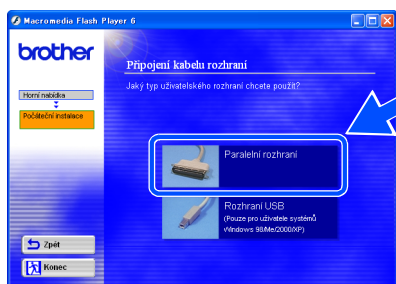 Macromedia Flash Player 6
brother
Připojení kabelu rozhraní
Jaký typ uživatelského rozhraní chcete použít?
Horní nabídka
Počáteční instalace
Paralelní rozhraní
Rozhraní USB
(Pouze pro uživatele systémů
Windows 98/Me/2000/XP)
Zpět
Konec